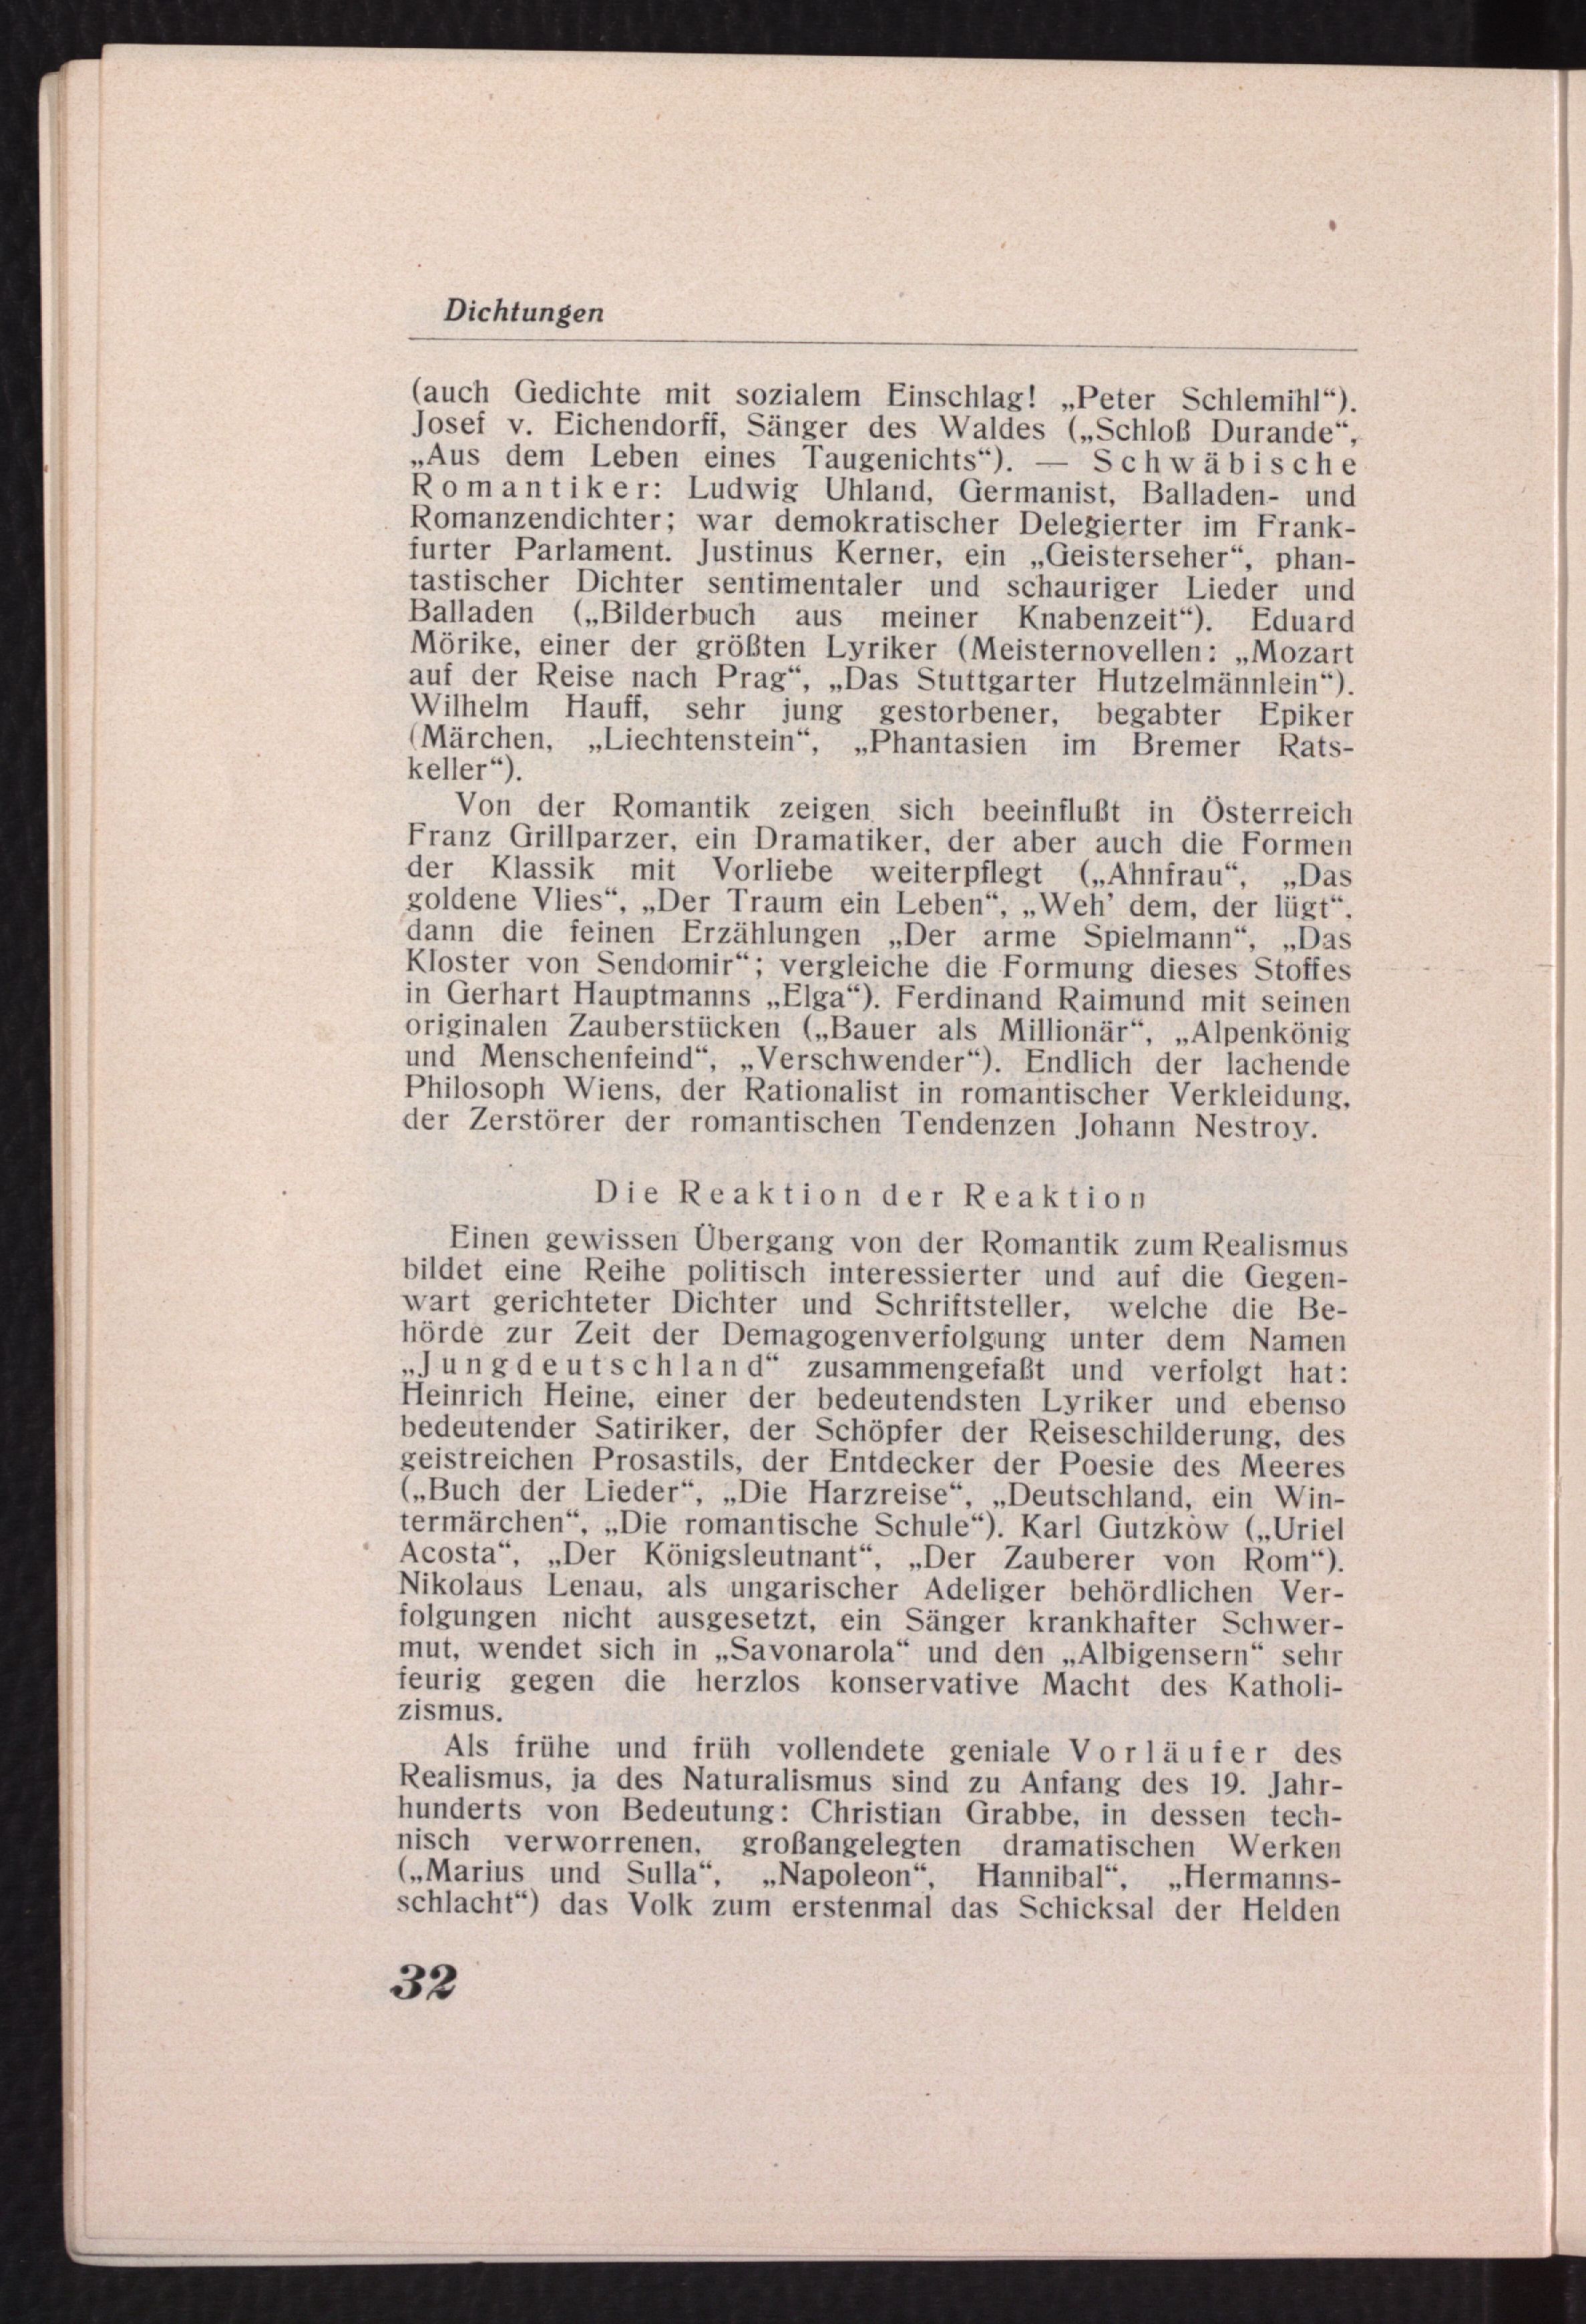 Dichtungen
(auch Gedichte mit sozialem Einschlag! „Peter Schlemihl“).
Josef v. Eichendorff, Sänger des Waldes („Schloß Durande“,
„Aus dem Leben eines Taugenichts“). — Schwäbische
Romantiker: Ludwig Uhland, Germanist, Balladen- und
Romanzendichter; war demokratischer Delegierter im Frank-
furter Parlament. Justinus Kerner, ein „Geisterseher“, phan-
tastischer Dichter sentimentaler und schauriger Lieder und
Balladen („Bilderbuch aus meiner Knabenzeit“). Eduard
Mörike, einer der größten Lyriker (Meisternovellen: „Mozart
auf der Reise nach Prag“, „Das Stuttgarter Hutzelmännlein“).
Wilhelm Hauff, sehr jung gestorbener, begabter Epiker
(Märchen, „Liechtenstein“, „Phantasien im Bremer Rats-
keller“).
Von der Romantik zeigen sich beeinflußt in Österreich
Franz Grillparzer, ein Dramatiker, der aber auch die Formen
der Klassik mit Vorliebe weiterpflegt („Ahnfrau“, „Das
goldene Vlies“, „Der Traum ein Leben“, „Weh’ dem, der lügt“,
dann die feinen Erzählungen „Der arme Spielmann“, „Das
Kloster von Sendomir“; vergleiche die Formung dieses Stoffes
in Gerhart Hauptmanns „Elga“). Ferdinand Raimund mit seinen
originalen Zauberstücken („Bauer als Millionär“, „Alpenkönig
und Menschenfeind“, „Verschwender“). Endlich der lachende
Philosoph Wiens, der Rationalist in romantischer Verkleidung,
der Zerstörer der romantischen Tendenzen Johann Nestroy.
Die Reaktion der Reaktion
Einen gewissen Übergang von der Romantik zum Realismus
bildet eine Reihe politisch interessierter und auf die Gegen-
wart gerichteter Dichter und Schriftsteller, welche die Be-
hörde zur Zeit der Demagogenverfolgung unter dem Namen
„Jungdeutschland“ zusammengefaßt und verfolgt hat:
Heinrich Heine, einer der bedeutendsten Lyriker und ebenso
bedeutender Satiriker, der Schöpfer der Reiseschilderung, des
geistreichen Prosastils, der Entdecker der Poesie des Meeres
(„Buch der Lieder“, „Die Harzreise“, „Deutschland, ein Win-
termärchen“, „Die romantische Schule“). Karl Gutzkow („Uriel
Acosta“, „Der Königsleutnant“, „Der Zauberer von Rom“).
Nikolaus Lenau, als ungarischer Adeliger behördlichen Ver-
folgungen nicht ausgesetzt, ein Sänger krankhafter Schwer-
mut, wendet sich in „Savonarola“ und den „Albigensern“ sehr
feurig gegen die herzlos konservative Macht des Katholi-
zismus.
Als frühe und früh vollendete geniale Vorläufer des
Realismus, ja des Naturalismus sind zu Anfang des 19. Jahr-
hunderts von Bedeutung: Christian Grabbe, in dessen tech-
nisch verworrenen, großangelegten dramatischen Werken
(„Marius und Sulla“, „Napoleon“, Hannibal“, „Hermanns-
schlacht“) das Volk zum erstenmal das Schicksal der Helden
32